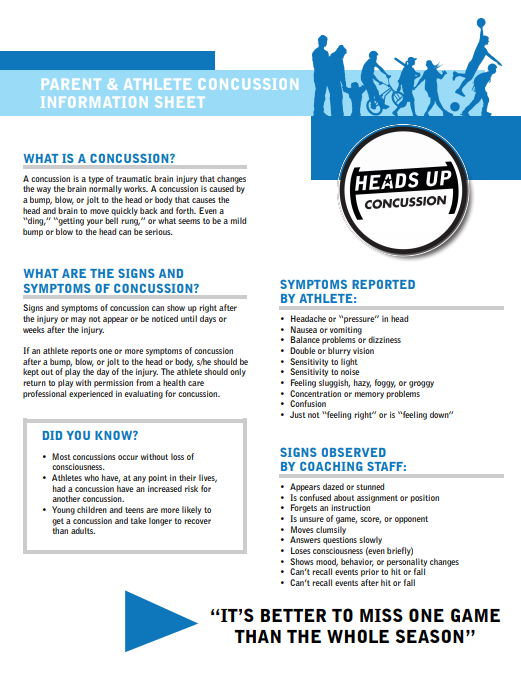 PARENT & ATHLETE CONCUSSION
INFORMATION SHEET
HEADS UP
CONCUSSION
WHAT IS A CONCUSSION?
A concussion is a type of traumatic brain injury that changes
the way the brain normally works. A concussion is caused by
a bump, blow, or jolt to the head or body that causes the
head and brain to move quickly back and forth. Even a
“ding,” “getting your bell rung,” or what seems to be a mild
bump or blow to the head can be serious.
WHAT ARE THE SIGNS AND
SYMPTOMS OF CONCUSSION?
Signs and symptoms of concussion can show up right after
the injury or may not appear or be noticed until days or
weeks after the injury.
If an athlete reports one or more symptoms of concussion
after a bump, blow, or jolt to the head or body, s/he should be
kept out of play the day of the injury. The athlete should only
return to play with permission from a health care
professional experienced in evaluating for concussion.
DID YOU KNOW?
• Most concussions occur without loss of
consciousness.
• Athletes who have, at any point in their lives,
had a concussion have an increased risk for
another concussion.
• Young children and teens are more likely to
get a concussion and take longer to recover
than adults.
SYMPTOMS REPORTED
BY ATHLETE:
• Headache or “pressure” in head
• Nausea or vomiting
• Balance problems or dizziness
• Double or blurry vision
• Sensitivity to light
• Sensitivity to noise
• Feeling sluggish, hazy, foggy, or groggy
• Concentration or memory problems
• Confusion
• Just not “feeling right” or is “feeling down”
SIGNS OBSERVED
BY COACHING STAFF:
• Appears dazed or stunned
• Is confused about assignment or position
• Forgets an instruction
• Is unsure of game, score, or opponent
• Moves clumsily
• Answers questions slowly
• Loses consciousness (even briefly)
• Shows mood, behavior, or personality changes
• Can’t recall events prior to hit or fall
• Can’t recall events after hit or fall
“IT’S BETTER TO MISS ONE GAME
THAN THE WHOLE SEASON”